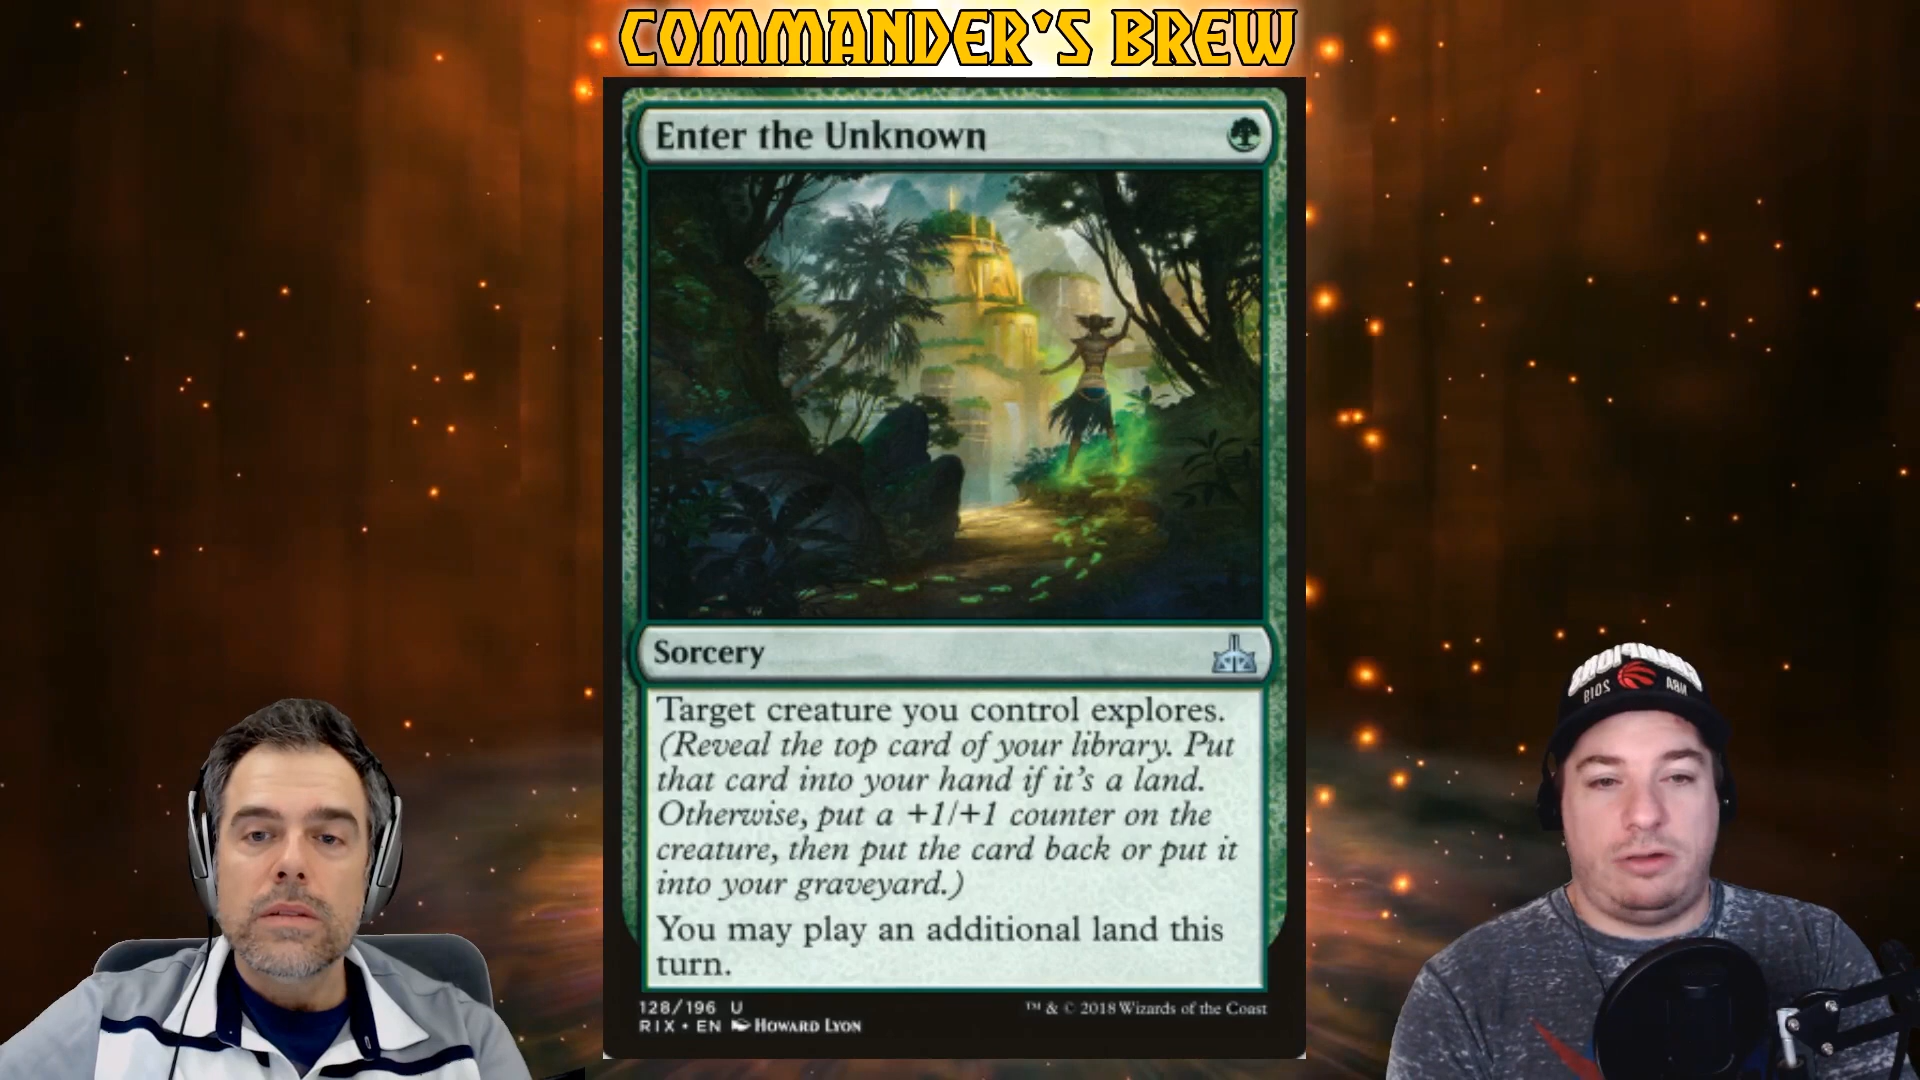 COMMANDER'S BREW
Enter the Unknown
Sorcery
Target creature you control explores.
(Reveal the top card of your library. Put
that card into your hand if it's a land.
Otherwise, put a +1/+1 counter on the
creature, then put the card back or put it
into your graveyard.)
You may play an additional land this
turn.
128/196 U
RIX • EN Howard Lyon
™ & © 2018 Wizards of the Coast
CHAMPIONS
2018 NBA